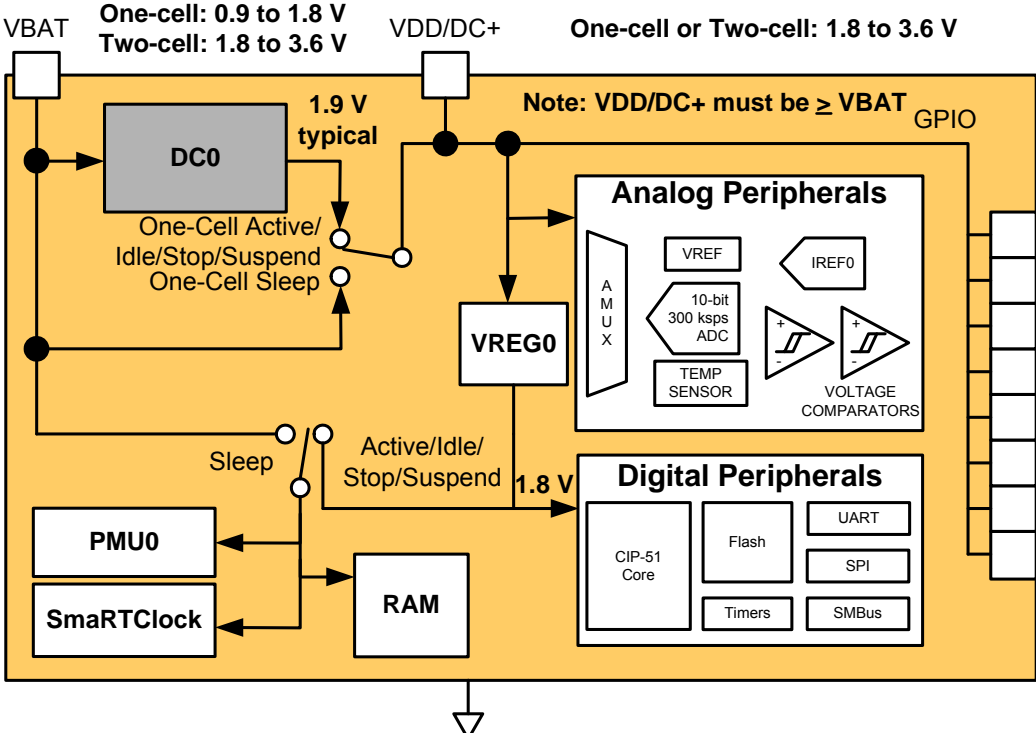 VBAT
One-cell: 0.9 to 1.8 V
Two-cell: 1.8 to 3.6 V
VDD/DC+
One-cell or Two-cell: 1.8 to 3.6 V
Note: VDD/DC+ must be ≥ VBAT
GPIO
1.9 V
typical
DC0
One-Cell Active/
Idle/Stop/Suspend
One-Cell Sleep
VREG0
Analog Peripherals
A
M
U
X
VREF
IREF0
10-bit
300 ksps
ADC
TEMP
SENSOR
+
-
+
-
VOLTAGE
COMPARATORS
Sleep
Active/Idle/
Stop/Suspend
1.8 V
PMU0
SmaRTClock
RAM
Digital Peripherals
CIP-51
Core
Flash
Timers
UART
SPI
SMBus